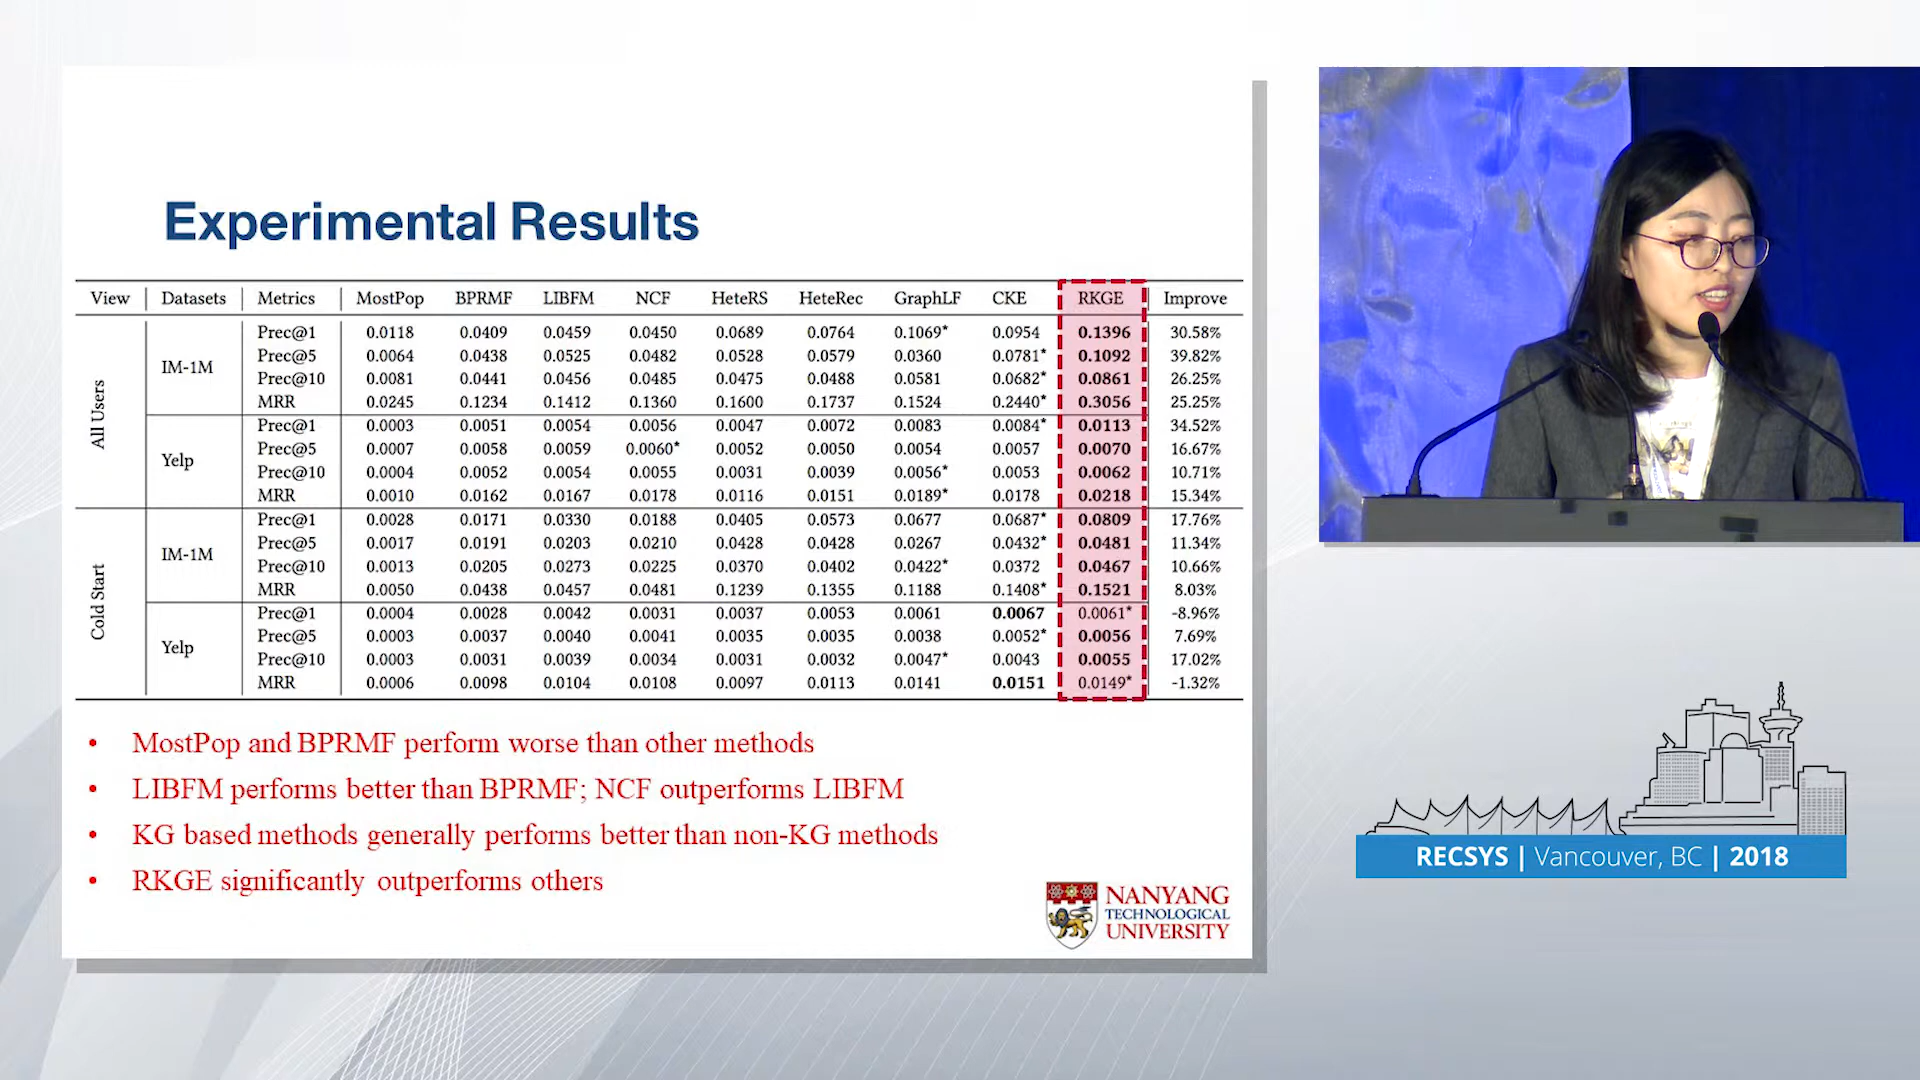 Experimental Results
View Datasets Metrics MostPop BPRMF LIBFM NCF HeteRS HeteRec GraphLF CKE RKGE Improve
All Users
IM-1M
Prec@1 0.0118 0.0409 0.0459 0.0450 0.0689 0.0764 0.1069* 0.0954 0.1396 30.58%
Prec@5 0.0064 0.0438 0.0525 0.0482 0.0528 0.0579 0.0360 0.0781* 0.1092 39.82%
Prec@10 0.0081 0.0441 0.0456 0.0485 0.0475 0.0488 0.0581 0.0682* 0.0861 26.25%
MRR 0.0245 0.1234 0.1412 0.1360 0.1600 0.1737 0.1524 0.2440* 0.3056 25.25%
Yelp
Prec@1 0.0003 0.0051 0.0054 0.0056 0.0047 0.0072 0.0083 0.0084* 0.0113 34.52%
Prec@5 0.0007 0.0058 0.0059 0.0060* 0.0052 0.0050 0.0054 0.0057 0.0070 16.67%
Prec@10 0.0004 0.0052 0.0054 0.0055 0.0031 0.0039 0.0056* 0.0053 0.0062 10.71%
MRR 0.0010 0.0162 0.0167 0.0178 0.0116 0.0151 0.0189* 0.0178 0.0218 15.34%
Cold Start
IM-1M
Prec@1 0.0028 0.0171 0.0330 0.0188 0.0405 0.0573 0.0677 0.0687* 0.0809 17.76%
Prec@5 0.0017 0.0191 0.0203 0.0210 0.0428 0.0428 0.0267 0.0432* 0.0481 11.34%
Prec@10 0.0013 0.0205 0.0273 0.0225 0.0370 0.0402 0.0422* 0.0372 0.0467 10.66%
MRR 0.0050 0.0438 0.0457 0.0481 0.1239 0.1355 0.1188 0.1408* 0.1521 8.03%
Yelp
Prec@1 0.0004 0.0028 0.0042 0.0031 0.0037 0.0053 0.0061 0.0067 0.0061* -8.96%
Prec@5 0.0003 0.0037 0.0040 0.0041 0.0035 0.0035 0.0038 0.0052* 0.0056 7.69%
Prec@10 0.0003 0.0031 0.0039 0.0034 0.0031 0.0032 0.0047* 0.0043 0.0055 17.02%
MRR 0.0006 0.0098 0.0104 0.0108 0.0097 0.0113 0.0141 0.0151 0.0149* -1.32%
• MostPop and BPRMF perform worse than other methods
• LIBFM performs better than BPRMF; NCF outperforms LIBFM
• KG based methods generally performs better than non-KG methods
• RKGE significantly outperforms others
NANYANG
TECHNOLOGICAL
UNIVERSITY
RECSYS | Vancouver, BC | 2018